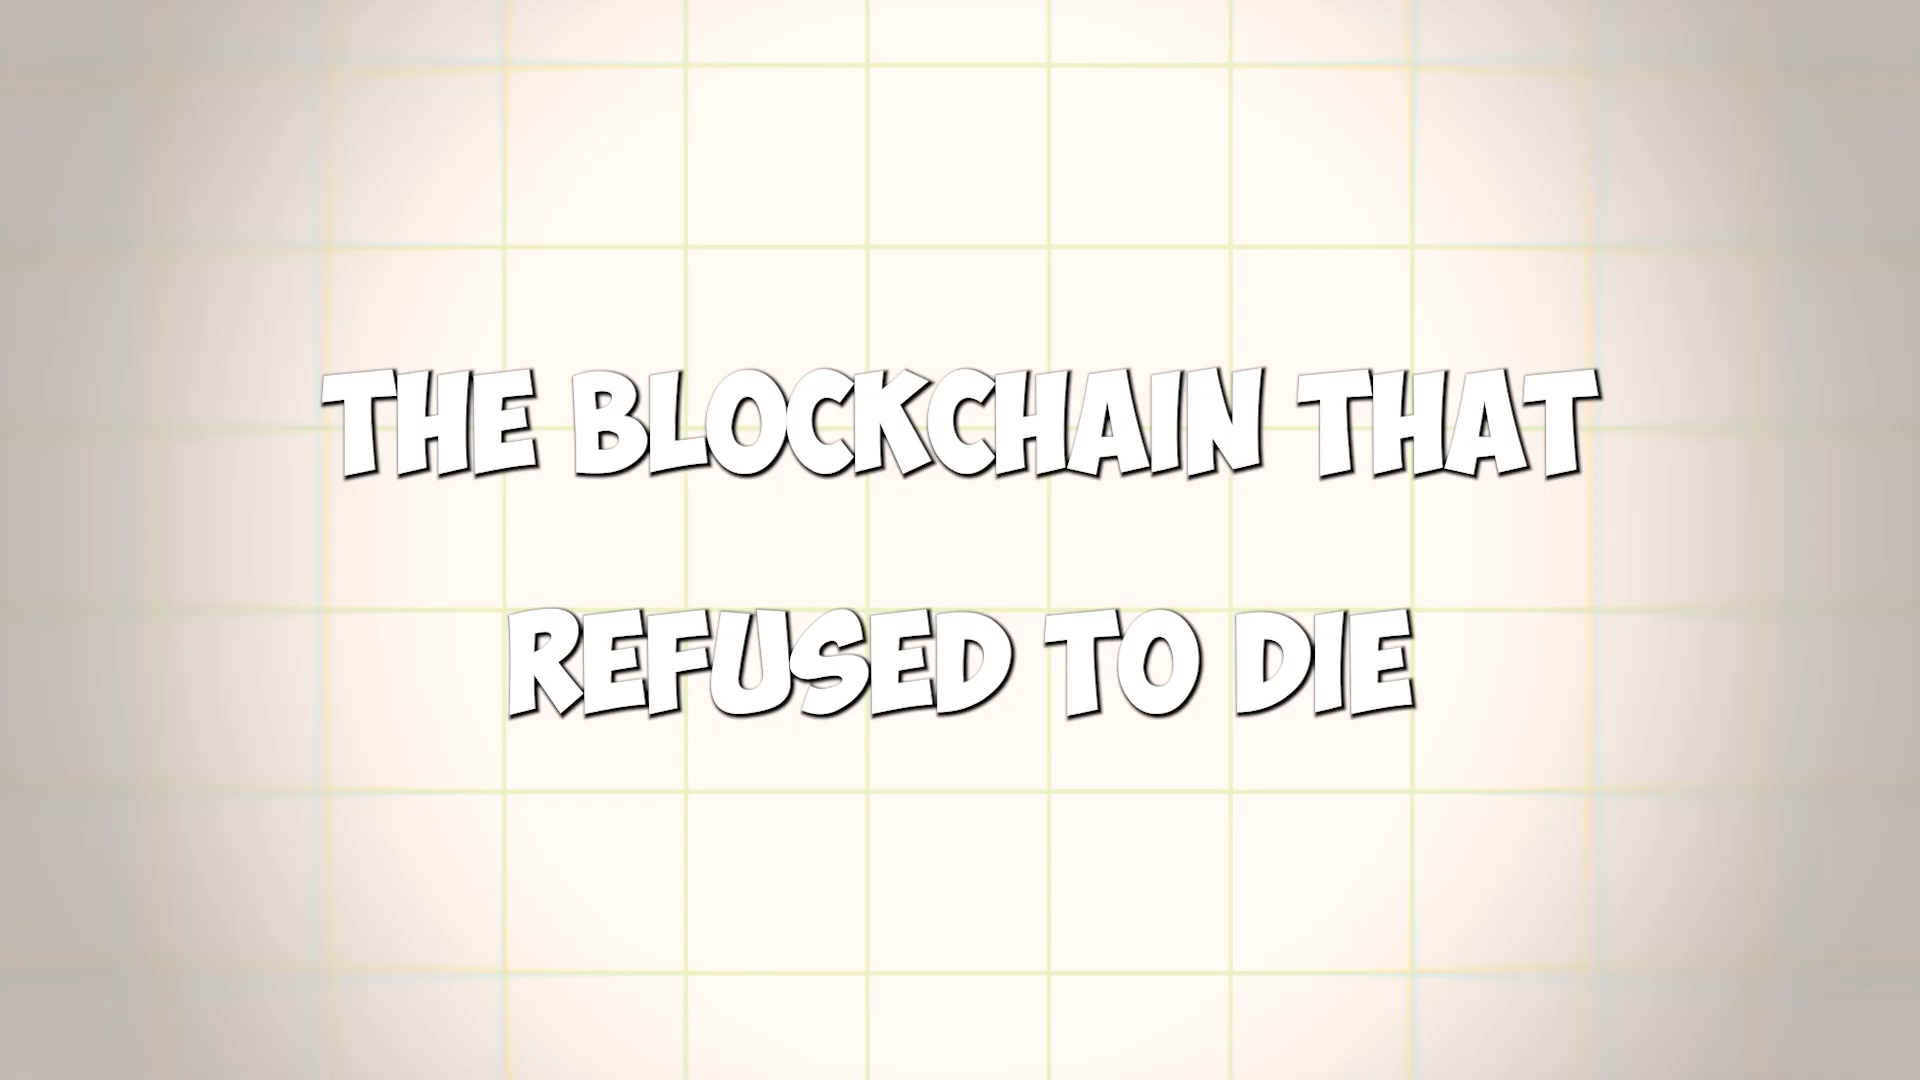 THE BLOCKCHAIN THAT
REFUSED TO DIE